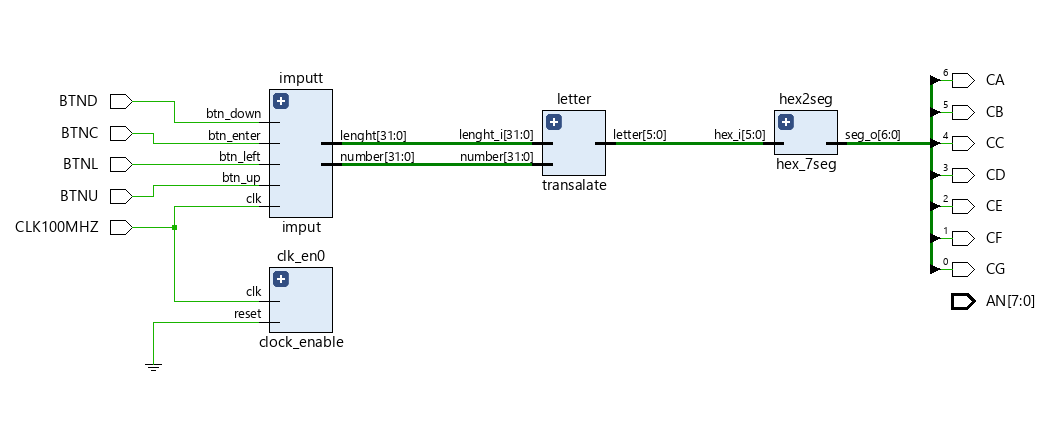 BTND
BTNC
BTNL
BTNU
CLK100MHZ
imputt
btn_down
btn_enter
btn_left
btn_up
clk
lenght[31:0]
number[31:0]
imput
clk_en0
clk
reset
clock_enable
letter
lenght_i[31:0]
number[31:0]
letter[5:0]
transalate
hex2seg
hex_i[5:0]
seg_o[6:0]
hex_7seg
6 CA
5 CB
4 CC
3 CD
2 CE
1 CF
0 CG
AN[7:0]